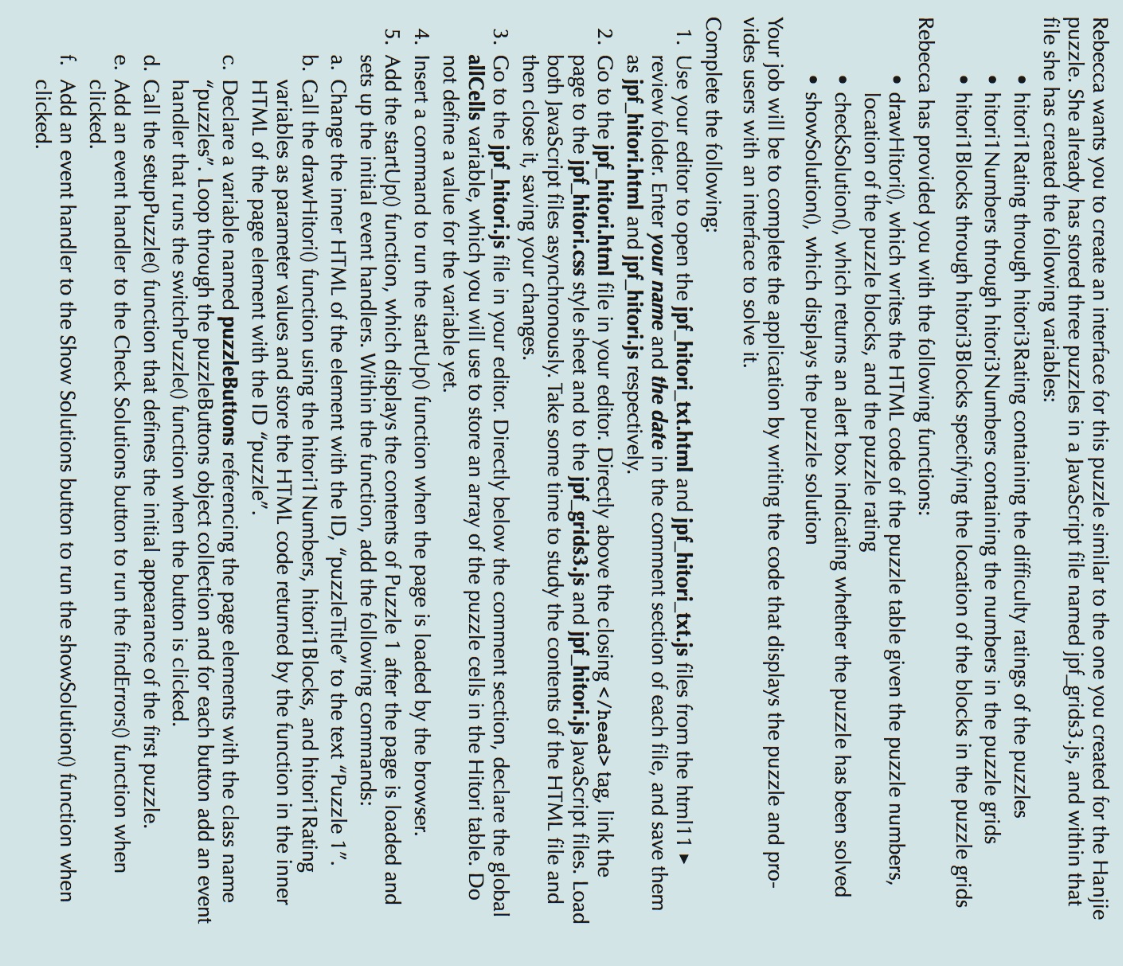 Rebecca wants you to create an interface for this puzzle similar to the one you created for the Hanjie
puzzle. She already has stored three puzzles in a JavaScript file named jpf_grids3.js, and within that
file she has created the following variables:
• hitori1Rating through hitori3Rating containing the difficulty ratings of the puzzles
• hitori1Numbers through hitori3Numbers containing the numbers in the puzzle grids
• hitori1Blocks through hitori3Blocks specifying the location of the blocks in the puzzle grids
Rebecca has provided you with the following functions:
• drawHitori(), which writes the HTML code of the puzzle table given the puzzle numbers,
location of the puzzle blocks, and the puzzle rating
• checkSolution(), which returns an alert box indicating whether the puzzle has been solved
• showSolution(), which displays the puzzle solution
Your job will be to complete the application by writing the code that displays the puzzle and pro-
vides users with an interface to solve it.
Complete the following:
1. Use your editor to open the jpf_hitori_txt.html and jpf_hitori_txt.js files from the html11 ▸
review folder. Enter your name and the date in the comment section of each file, and save them
as jpf_hitori.html and jpf_hitori.js respectively.
2. Go to the jpf_hitori.html file in your editor. Directly above the closing </head> tag, link the
page to the jpf_hitori.css style sheet and to the jpf_grids3.js and jpf_hitori.js JavaScript files. Load
both JavaScript files asynchronously. Take some time to study the contents of the HTML file and
then close it, saving your changes.
3. Go to the jpf_hitori.js file in your editor. Directly below the comment section, declare the global
allCells variable, which you will use to store an array of the puzzle cells in the Hitori table. Do
not define a value for the variable yet.
4. Insert a command to run the startUp() function when the page is loaded by the browser.
5. Add the startUp() function, which displays the contents of Puzzle 1 after the page is loaded and
sets up the initial event handlers. Within the function, add the following commands:
a. Change the inner HTML of the element with the ID, "puzzleTitle" to the text "Puzzle 1".
b. Call the drawHitori() function using the hitori1Numbers, hitori1Blocks, and hitori1Rating
variables as parameter values and store the HTML code returned by the function in the inner
HTML of the page element with the ID "puzzle".
c. Declare a variable named puzzleButtons referencing the page elements with the class name
"puzzles". Loop through the puzzleButtons object collection and for each button add an event
handler that runs the switchPuzzle() function when the button is clicked.
d. Call the setupPuzzle() function that defines the initial appearance of the first puzzle.
e. Add an event handler to the Check Solutions button to run the findErrors() function when
clicked.
f. Add an event handler to the Show Solutions button to run the showSolution() function when
clicked.